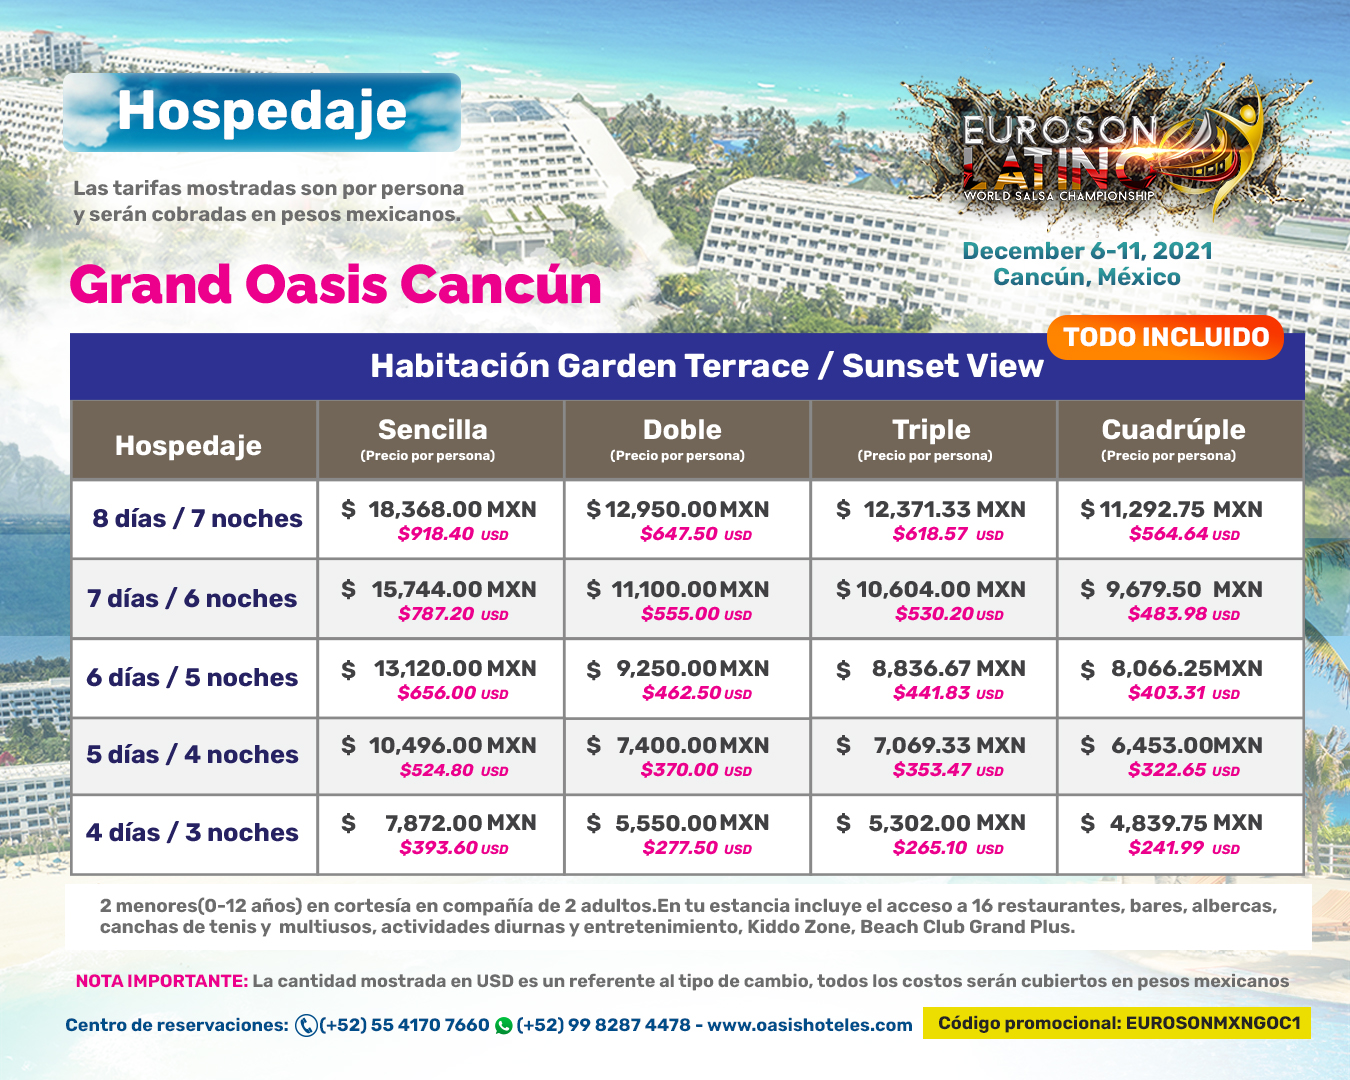 Hospedaje
Las tarifas mostradas son por persona
y serán cobradas en pesos mexicanos.
EUROSON
LATINO
WORLD SALSA CHAMPIONSHIP
December 6-11, 2021
Cancún, México
Grand Oasis Cancún
TODO INCLUIDO
Habitación Garden Terrace / Sunset View
Hospedaje
Sencilla
(Precio por persona)
Doble
(Precio por persona)
Triple
(Precio por persona)
Cuadrúple
(Precio por persona)
8 días / 7 noches
$ 18,368.00 MXN
$918.40 USD
$ 12,950.00 MXN
$647.50 USD
$ 12,371.33 MXN
$618.57 USD
$ 11,292.75 MXN
$564.64 USD
7 días / 6 noches
$ 15,744.00 MXN
$787.20 USD
$ 11,100.00 MXN
$555.00 USD
$ 10,604.00 MXN
$530.20 USD
$ 9,679.50 MXN
$483.98 USD
6 días / 5 noches
$ 13,120.00 MXN
$656.00 USD
$ 9,250.00 MXN
$462.50 USD
$ 8,836.67 MXN
$441.83 USD
$ 8,066.25MXN
$403.31 USD
5 días / 4 noches
$ 10,496.00 MXN
$524.80 USD
$ 7,400.00 MXN
$370.00 USD
$ 7,069.33 MXN
$353.47 USD
$ 6,453.00MXN
$322.65 USD
4 días / 3 noches
$ 7,872.00 MXN
$393.60 USD
$ 5,550.00 MXN
$277.50 USD
$ 5,302.00 MXN
$265.10 USD
$ 4,839.75 MXN
$241.99 USD
2 menores(0-12 años) en cortesía en compañía de 2 adultos.En tu estancia incluye el acceso a 16 restaurantes, bares, albercas,
canchas de tenis y multiusos, actividades diurnas y entretenimiento, Kiddo Zone, Beach Club Grand Plus.
NOTA IMPORTANTE: La cantidad mostrada en USD es un referente al tipo de cambio, todos los costos serán cubiertos en pesos mexicanos
Centro de reservaciones: (+52) 55 4170 7660 (+52) 99 8287 4478 - www.oasishoteles.com
Código promocional: EUROSONMXNGOC1